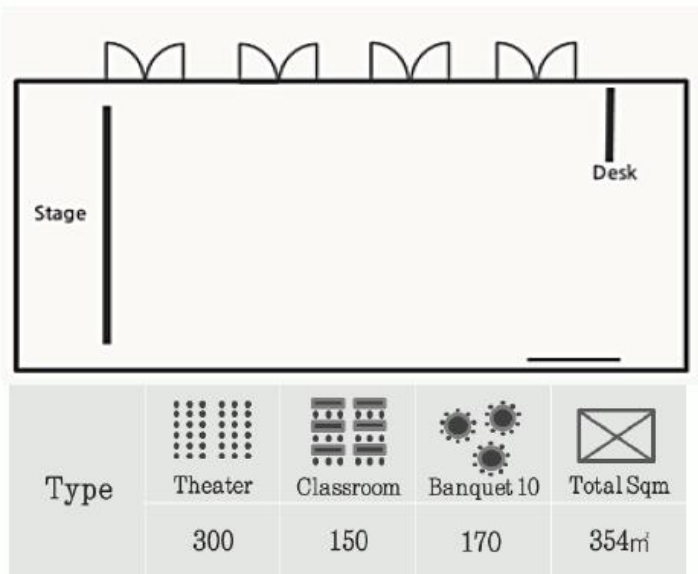 Desk
Stage
Type
Theater Classroom Banquet 10 Total Sqm
300 150 170 354㎡